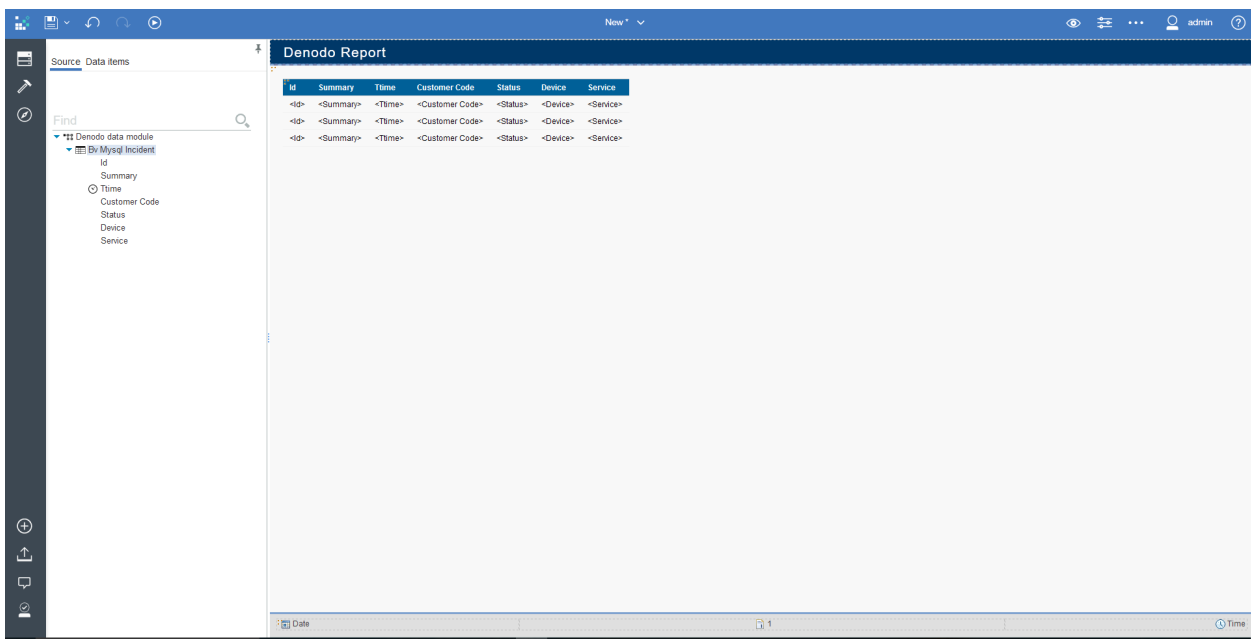 New *
admin
Source Data items
Find
Denodo data module
Bv Mysql Incident
Id
Summary
Ttime
Customer Code
Status
Device
Service
Denodo Report
Id Summary Ttime Customer Code Status Device Service
<Id> <Summary> <Ttime> <Customer Code> <Status> <Device> <Service>
<Id> <Summary> <Ttime> <Customer Code> <Status> <Device> <Service>
<Id> <Summary> <Ttime> <Customer Code> <Status> <Device> <Service>
Date 1 Time